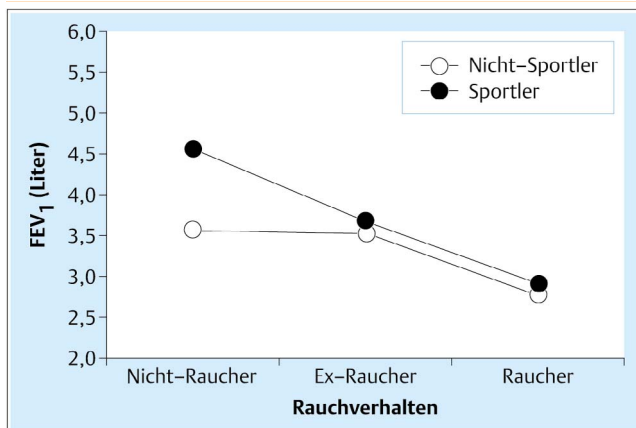 6,0
5,5
5,0
4,5
4,0
3,5
3,0
2,5
2,0
FEV1 (Liter)
Nicht–Sportler
Sportler
Nicht–Raucher Ex–Raucher Raucher
Rauchverhalten